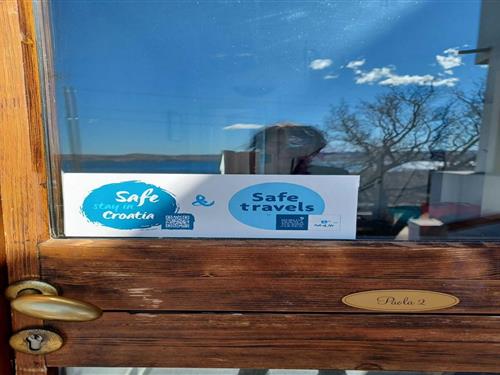 Safe
stay in
Croatia
&
Safe
travels
Paola 2